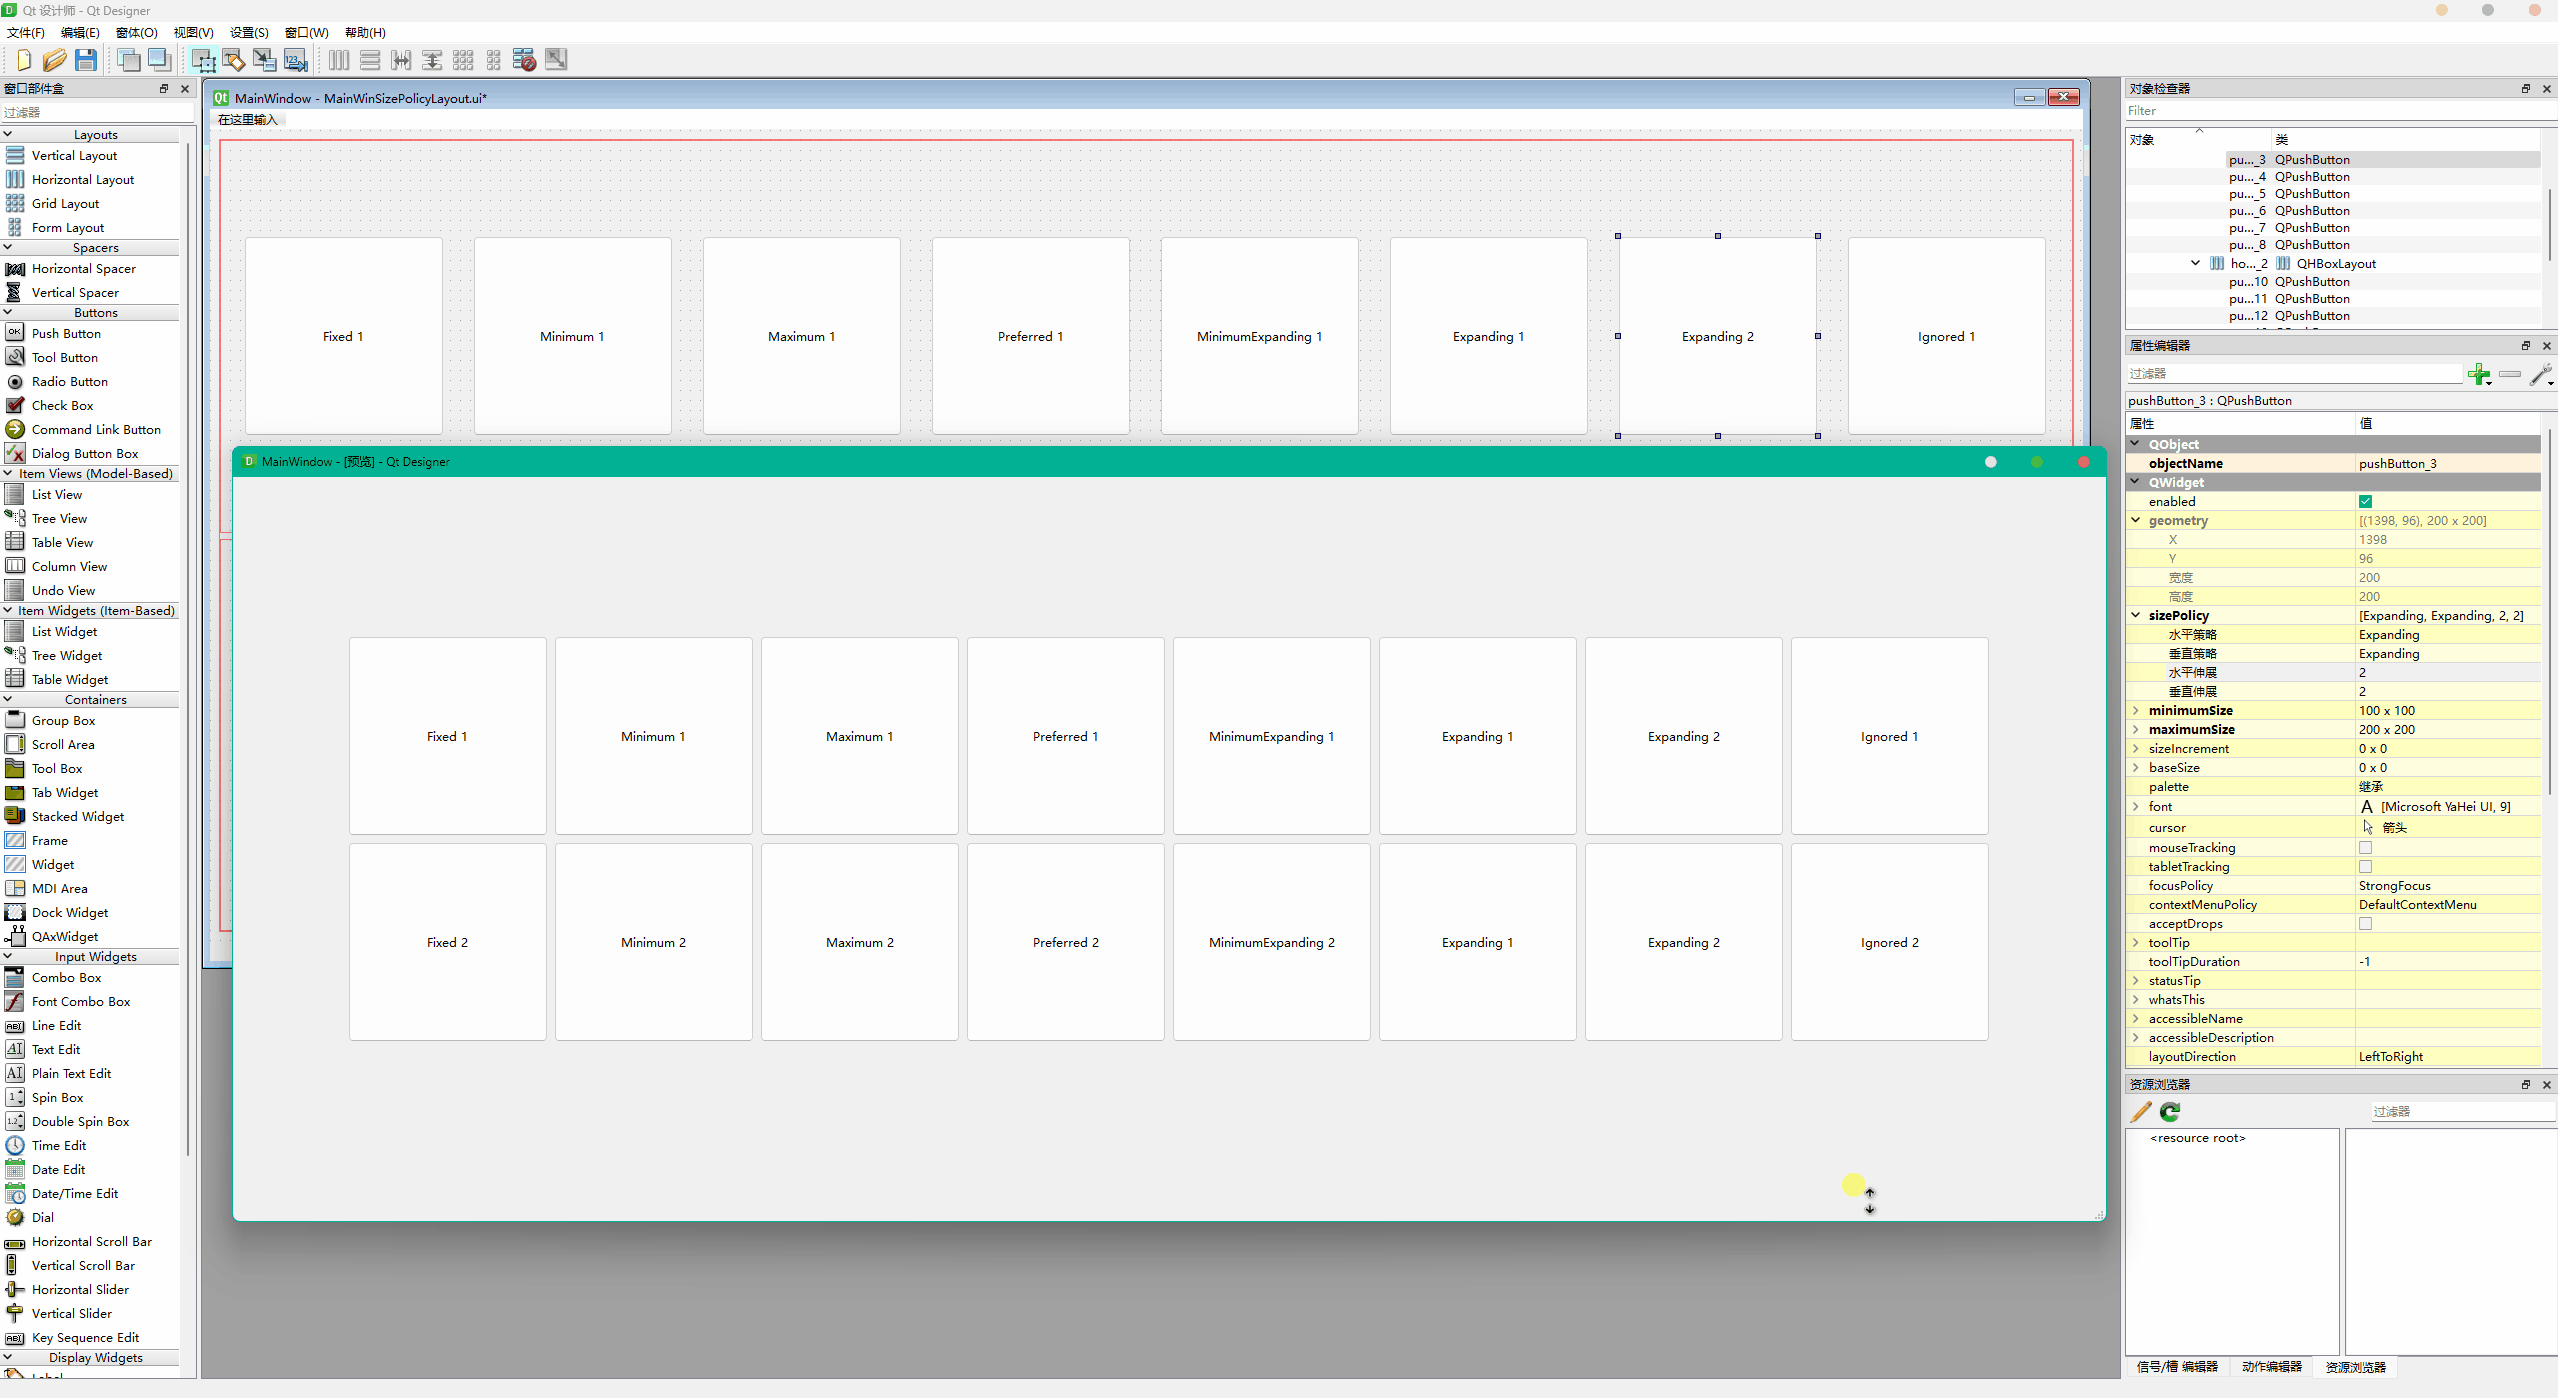 Qt 设计师 - Qt Designer
文件(F) 编辑(E) 窗体(O) 视图(V) 设置(S) 窗口(W) 帮助(H)
窗口部件盒
过滤器
Layouts
Vertical Layout
Horizontal Layout
Grid Layout
Form Layout
Spacers
Horizontal Spacer
Vertical Spacer
Buttons
Push Button
Tool Button
Radio Button
Check Box
Command Link Button
Dialog Button Box
Item Views (Model-Based)
List View
Tree View
Table View
Column View
Undo View
Item Widgets (Item-Based)
List Widget
Tree Widget
Table Widget
Containers
Group Box
Scroll Area
Tool Box
Tab Widget
Stacked Widget
Frame
Widget
MDI Area
Dock Widget
QAxWidget
Input Widgets
Combo Box
Font Combo Box
Line Edit
Text Edit
Plain Text Edit
Spin Box
Double Spin Box
Time Edit
Date Edit
Date/Time Edit
Dial
Horizontal Scroll Bar
Vertical Scroll Bar
Horizontal Slider
Vertical Slider
Key Sequence Edit
Display Widgets
MainWindow - MainWinSizePolicyLayout.ui*
在这里输入
Fixed 1 Minimum 1 Maximum 1 Preferred 1 MinimumExpanding 1 Expanding 1 Expanding 2 Ignored 1
MainWindow - [预览] - Qt Designer
Fixed 1 Minimum 1 Maximum 1 Preferred 1 MinimumExpanding 1 Expanding 1 Expanding 2 Ignored 1
Fixed 2 Minimum 2 Maximum 2 Preferred 2 MinimumExpanding 2 Expanding 1 Expanding 2 Ignored 2
对象检查器
Filter
对象 类
pu..._3 QPushButton
pu..._4 QPushButton
pu..._5 QPushButton
pu..._6 QPushButton
pu..._7 QPushButton
pu..._8 QPushButton
ho..._2 QHBoxLayout
pu...10 QPushButton
pu...11 QPushButton
pu...12 QPushButton
属性编辑器
过滤器
pushButton_3 : QPushButton
属性 值
QObject
objectName pushButton_3
QWidget
enabled
geometry [(1398, 96), 200 x 200]
X 1398
Y 96
宽度 200
高度 200
sizePolicy [Expanding, Expanding, 2, 2]
水平策略 Expanding
垂直策略 Expanding
水平伸展 2
垂直伸展 2
minimumSize 100 x 100
maximumSize 200 x 200
sizeIncrement 0 x 0
baseSize 0 x 0
palette 继承
font A [Microsoft YaHei UI, 9]
cursor 箭头
mouseTracking
tabletTracking
focusPolicy StrongFocus
contextMenuPolicy DefaultContextMenu
acceptDrops
toolTip
toolTipDuration -1
statusTip
whatsThis
accessibleName
accessibleDescription
layoutDirection LeftToRight
资源浏览器
过滤器
<resource root>
信号/槽 编辑器 动作编辑器 资源浏览器